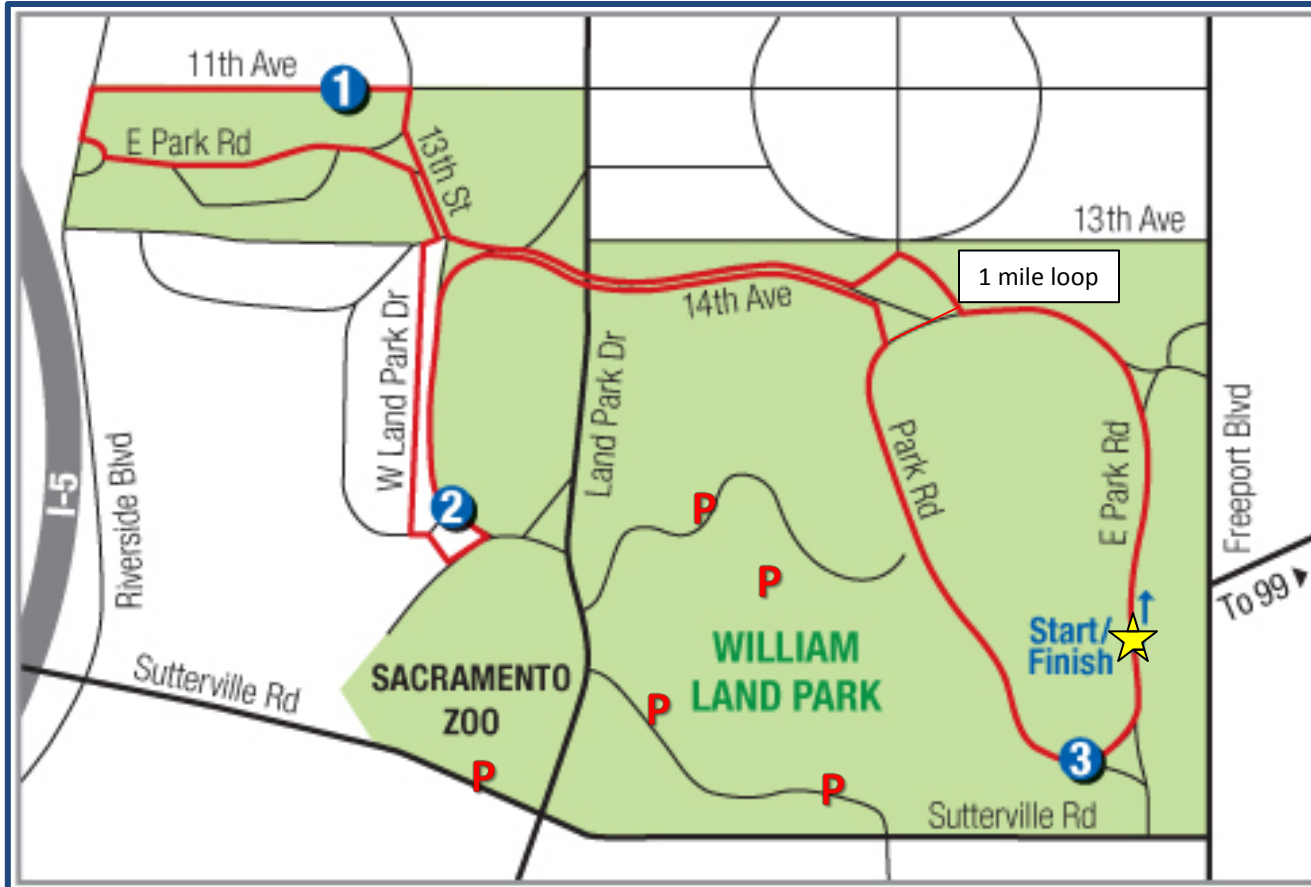 11th Ave
1
E Park Rd
13th St
13th Ave
1 mile loop
14th Ave
W Land Park Dr
Land Park Dr
Park Rd
E Park Rd
Freeport Blvd
I-5
Riverside Blvd
2
P
P
To 99 ►
Start/
Finish
WILLIAM
LAND PARK
SACRAMENTO
ZOO
Sutterville Rd
P
P
P
3
Sutterville Rd